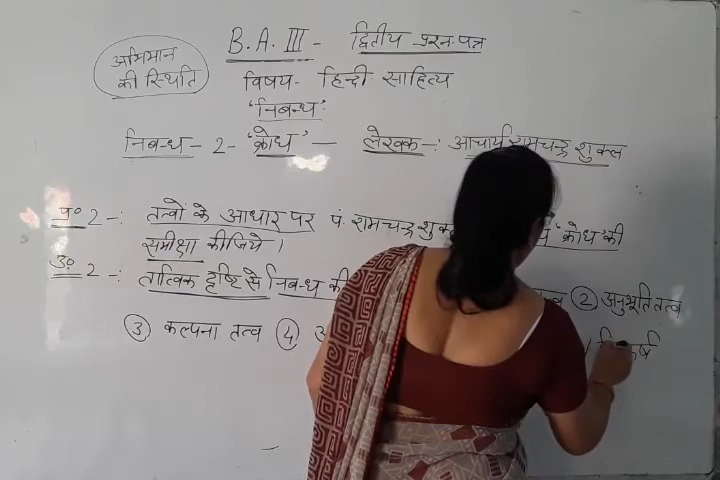 अभिमान
की स्थिति
B.A. III - द्वितीय प्रश्न-पत्र
विषय- हिन्दी साहित्य
'निबन्ध'
निबन्ध - 2 - 'क्रोध' - लेखक -: आचार्य रामचन्द्र शुक्ल
प्र० 2 -: तत्वों के आधार पर पं. रामचन्द्र शुक्ल 'क्रोध' की
समीक्षा कीजिये।
उ० 2 -: तात्विक दृष्टि से निबन्ध की ② अनुभूति तत्व
③ कल्पना तत्व ④